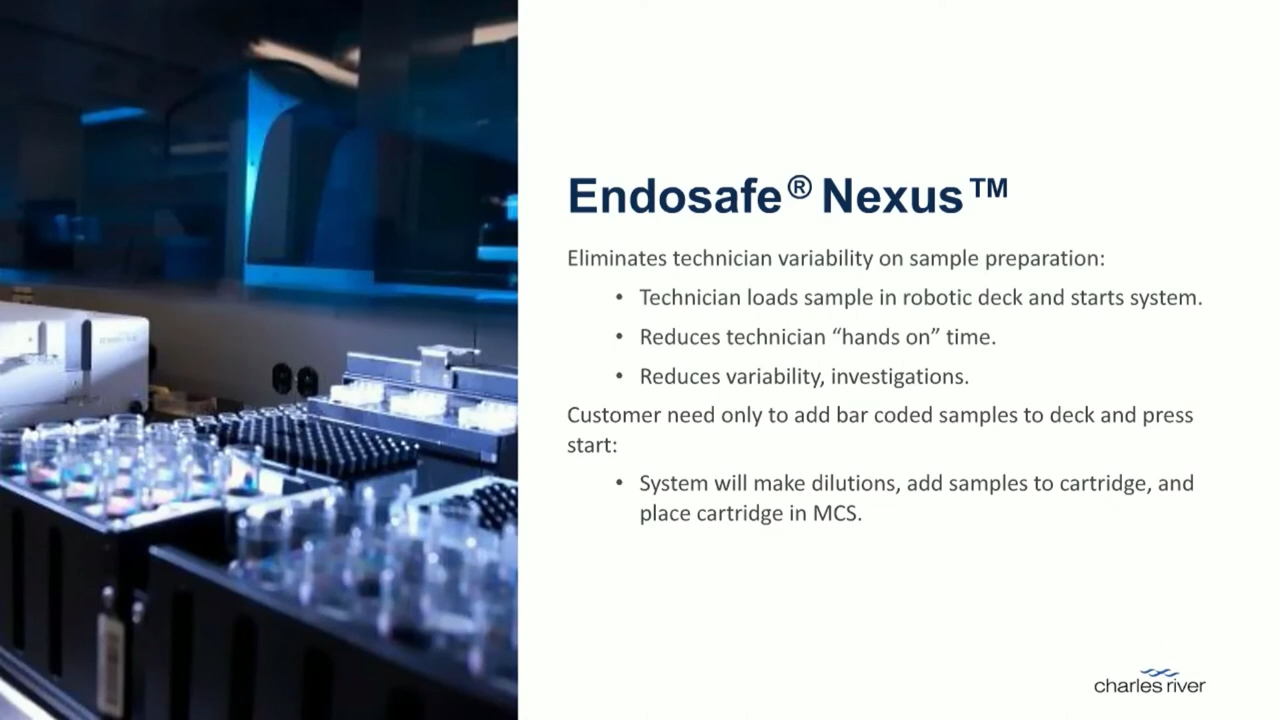 Endosafe® Nexus™
Eliminates technician variability on sample preparation:
• Technician loads sample in robotic deck and starts system.
• Reduces technician “hands on” time.
• Reduces variability, investigations.
Customer need only to add bar coded samples to deck and press
start:
• System will make dilutions, add samples to cartridge, and
place cartridge in MCS.
charles river